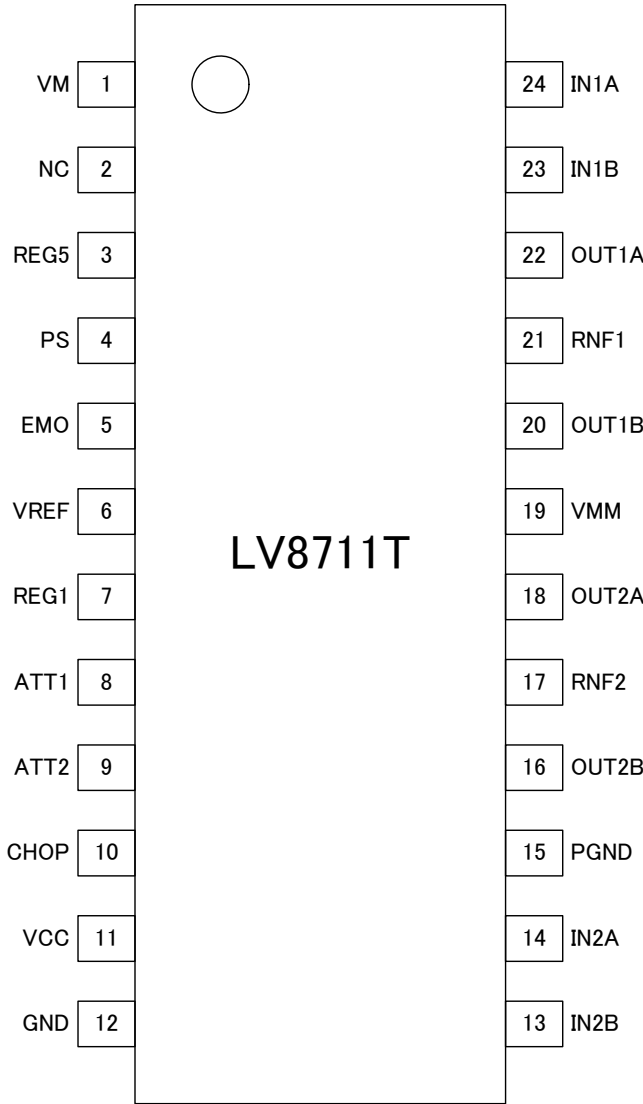 VM 1 24 IN1A
NC 2 23 IN1B
REG5 3 22 OUT1A
PS 4 21 RNF1
EMO 5 20 OUT1B
VREF 6 19 VMM
LV8711T
REG1 7 18 OUT2A
ATT1 8 17 RNF2
ATT2 9 16 OUT2B
CHOP 10 15 PGND
VCC 11 14 IN2A
GND 12 13 IN2B